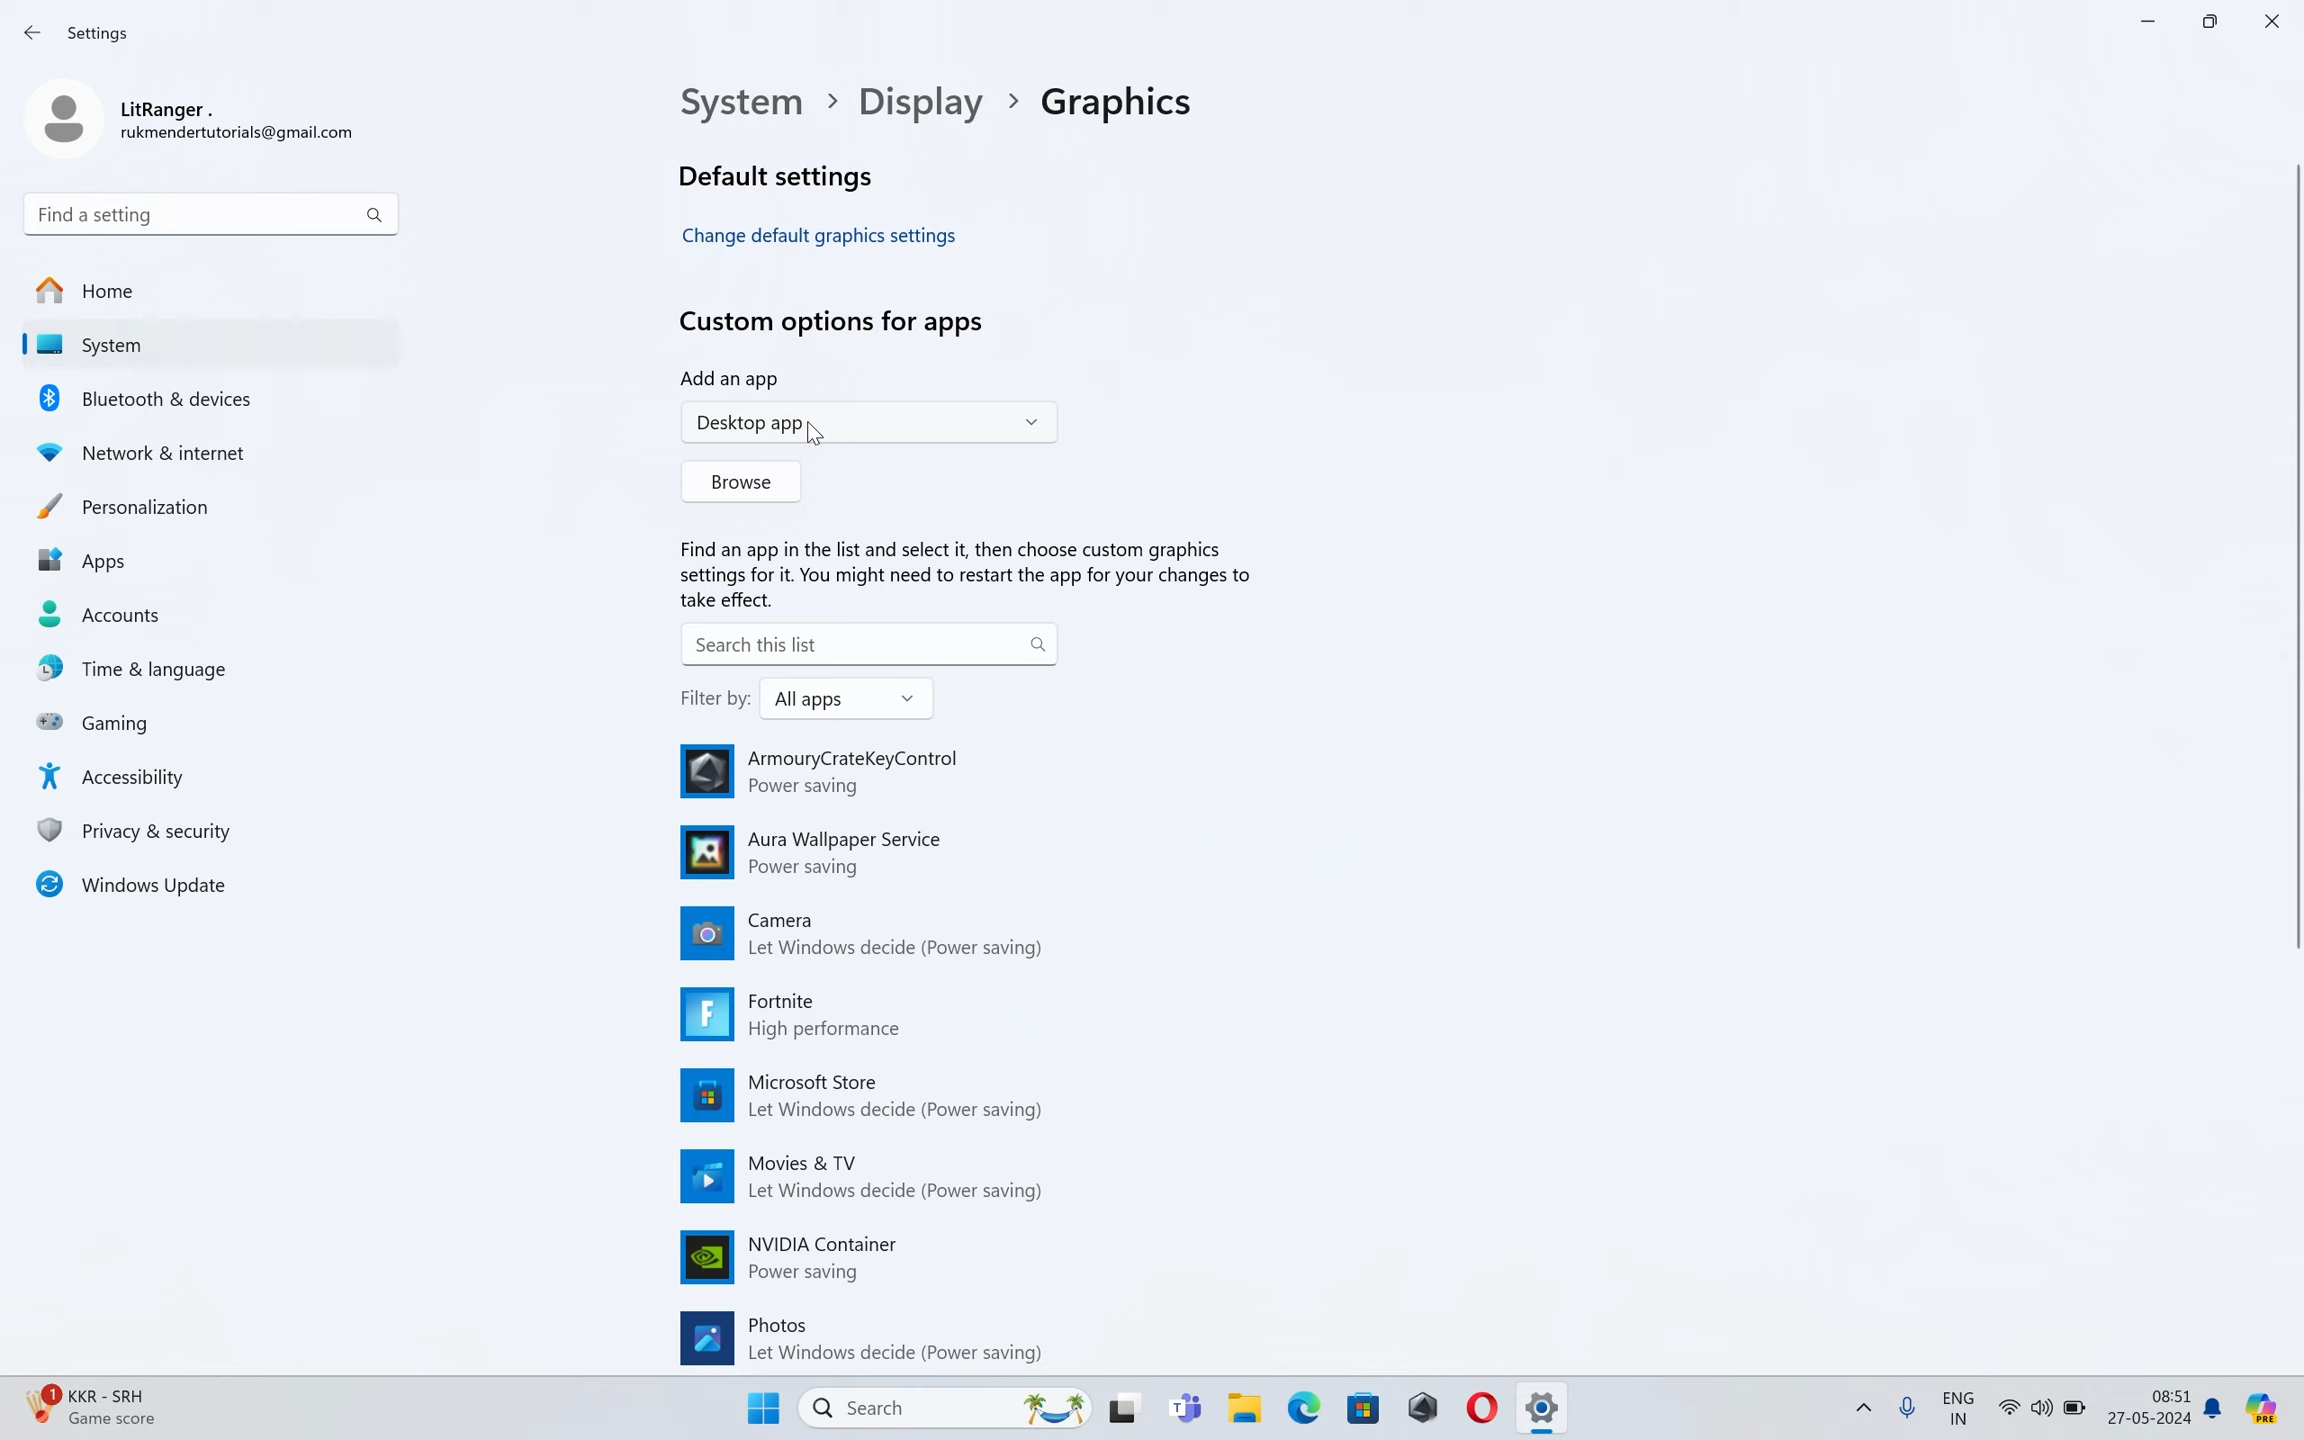 Settings
LitRanger .
rukmendertutorials@gmail.com
Find a setting
Home
System
Bluetooth & devices
Network & internet
Personalization
Apps
Accounts
Time & language
Gaming
Accessibility
Privacy & security
Windows Update
System > Display > Graphics
Default settings
Change default graphics settings
Custom options for apps
Add an app
Desktop app
Browse
Find an app in the list and select it, then choose custom graphics
settings for it. You might need to restart the app for your changes to
take effect.
Search this list
Filter by: All apps
ArmouryCrateKeyControl
Power saving
Aura Wallpaper Service
Power saving
Camera
Let Windows decide (Power saving)
Fortnite
High performance
Microsoft Store
Let Windows decide (Power saving)
Movies & TV
Let Windows decide (Power saving)
NVIDIA Container
Power saving
Photos
Let Windows decide (Power saving)
1
KKR - SRH
Game score
Search
ENG
IN
08:51
27-05-2024
PRE